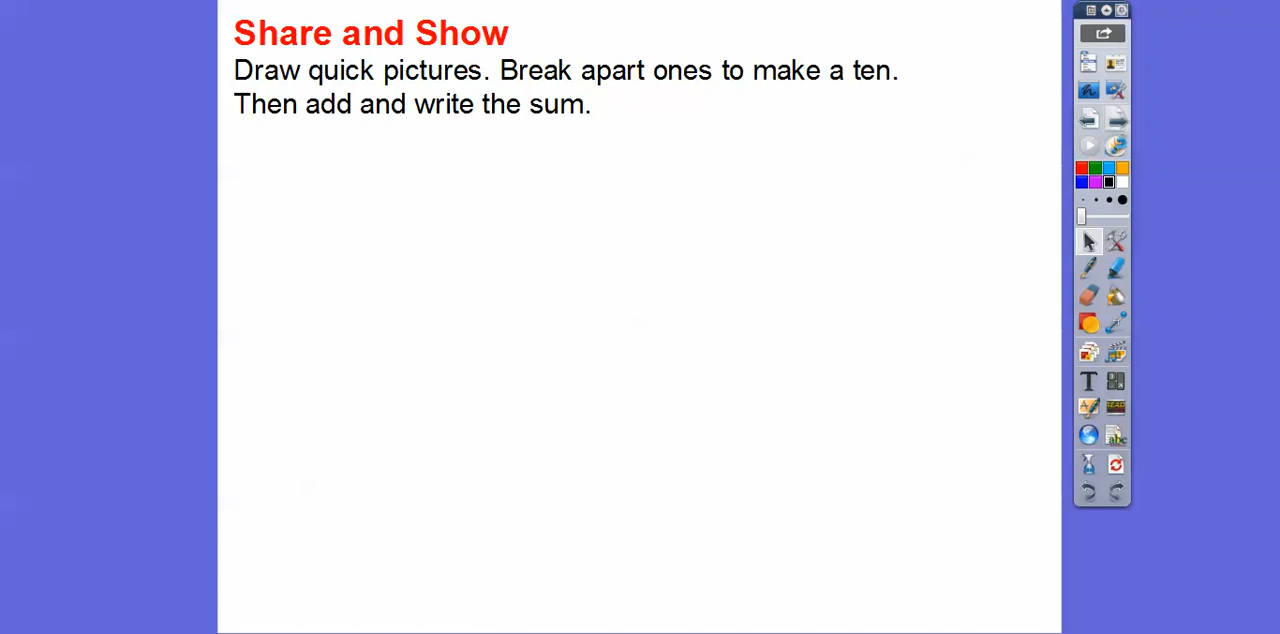 Share and Show
Draw quick pictures. Break apart ones to make a ten.
Then add and write the sum.